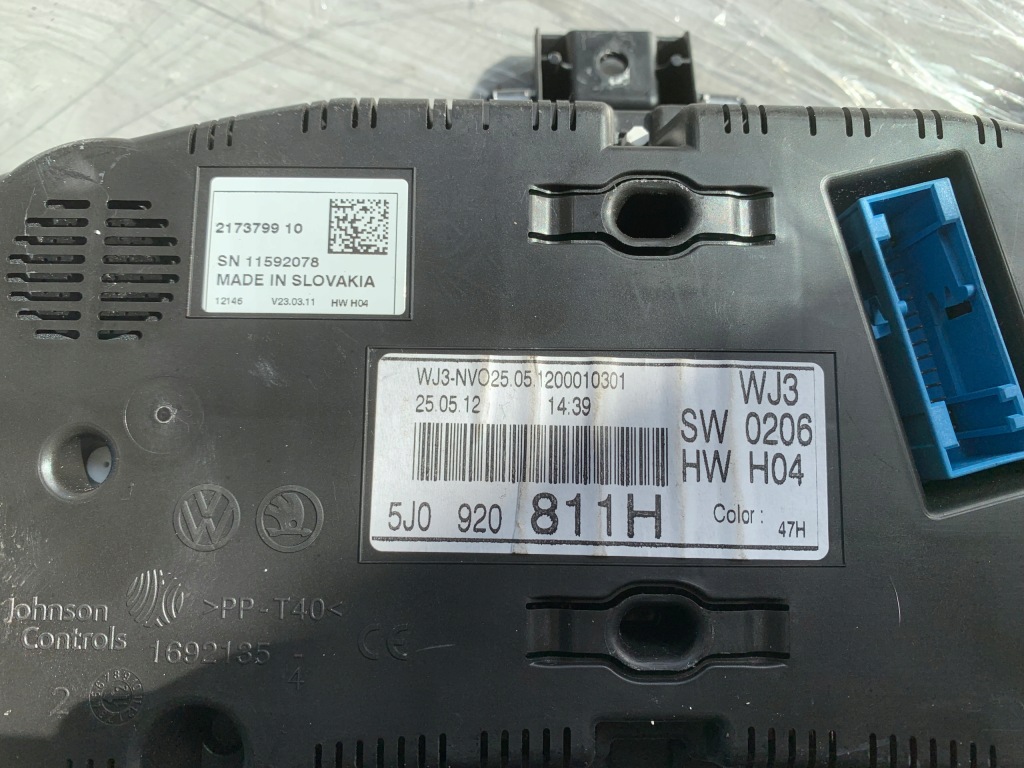 2173799 10
SN 11592078
MADE IN SLOVAKIA
12146 V23.03.11 HW H04
WJ3-NVO25.05.1200010301
25.05.12 14:39
WJ3
SW 0206
HW H04
5J0 920 811H
Color : 47H
Johnson
Controls
>PP-T40<
1692135 -
4
CE
2